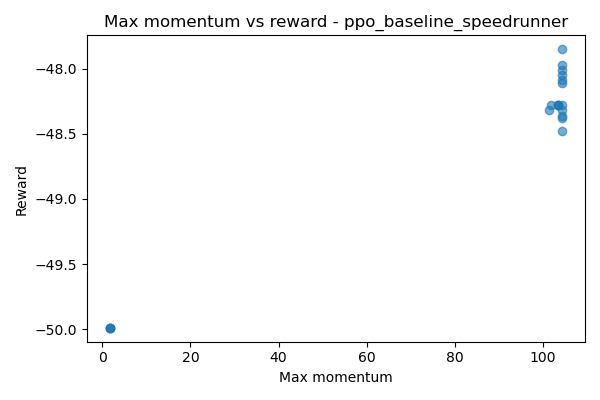 Max momentum vs reward - ppo_baseline_speedrunner
Reward
−48.0
−48.5
−49.0
−49.5
−50.0
0 20 40 60 80 100
Max momentum